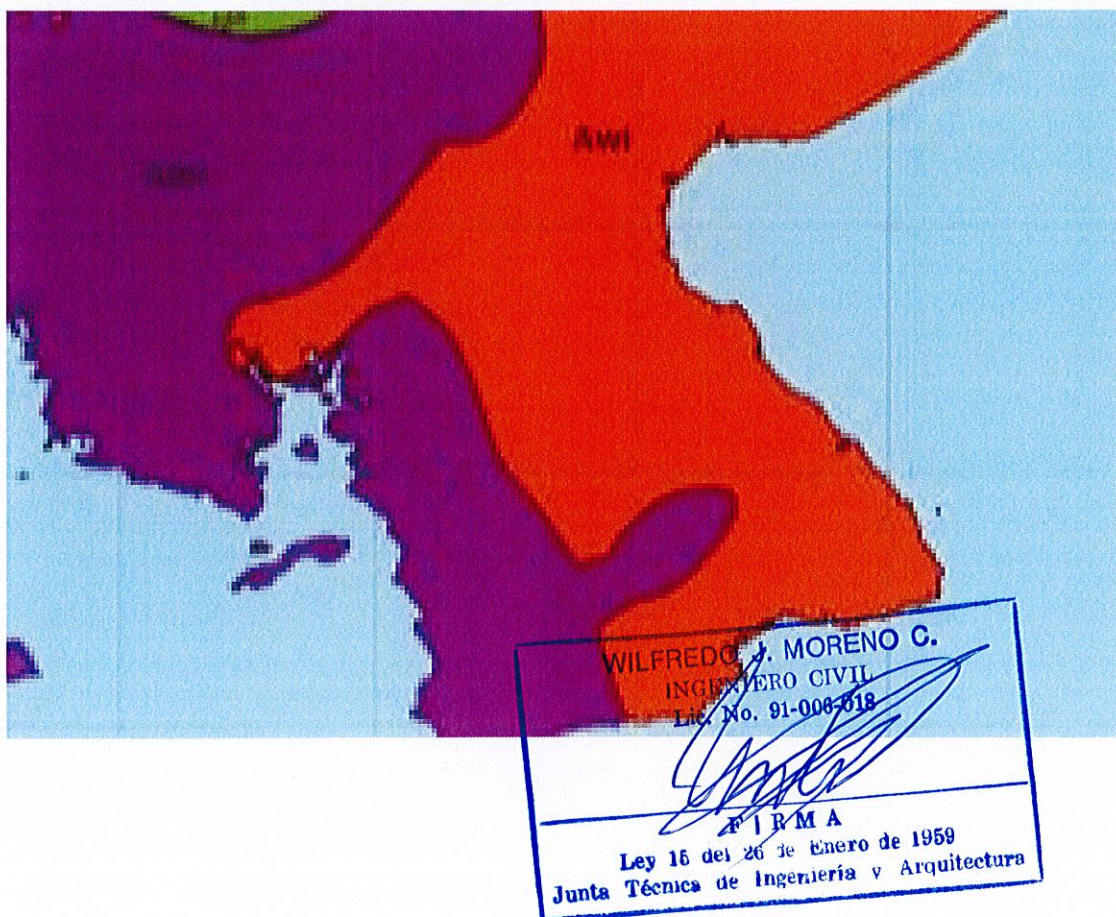 Awi
WILFREDO J. MORENO C.
INGENIERO CIVIL
Lic. No. 91-006-018
FIRMA
Ley 15 del 26 de Enero de 1959
Junta Técnica de Ingeniería y Arquitectura